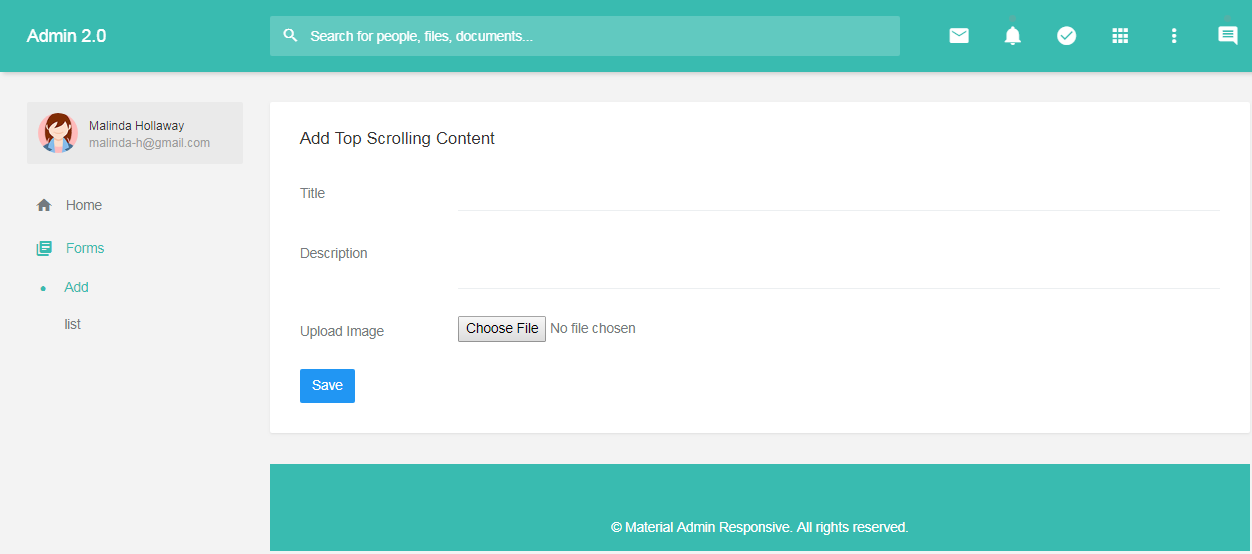 Admin 2.0
Search for people, files, documents...
Malinda Hollaway
malinda-h@gmail.com
Home
Forms
Add
list
Add Top Scrolling Content
Title
Description
Upload Image
Choose File No file chosen
Save
© Material Admin Responsive. All rights reserved.